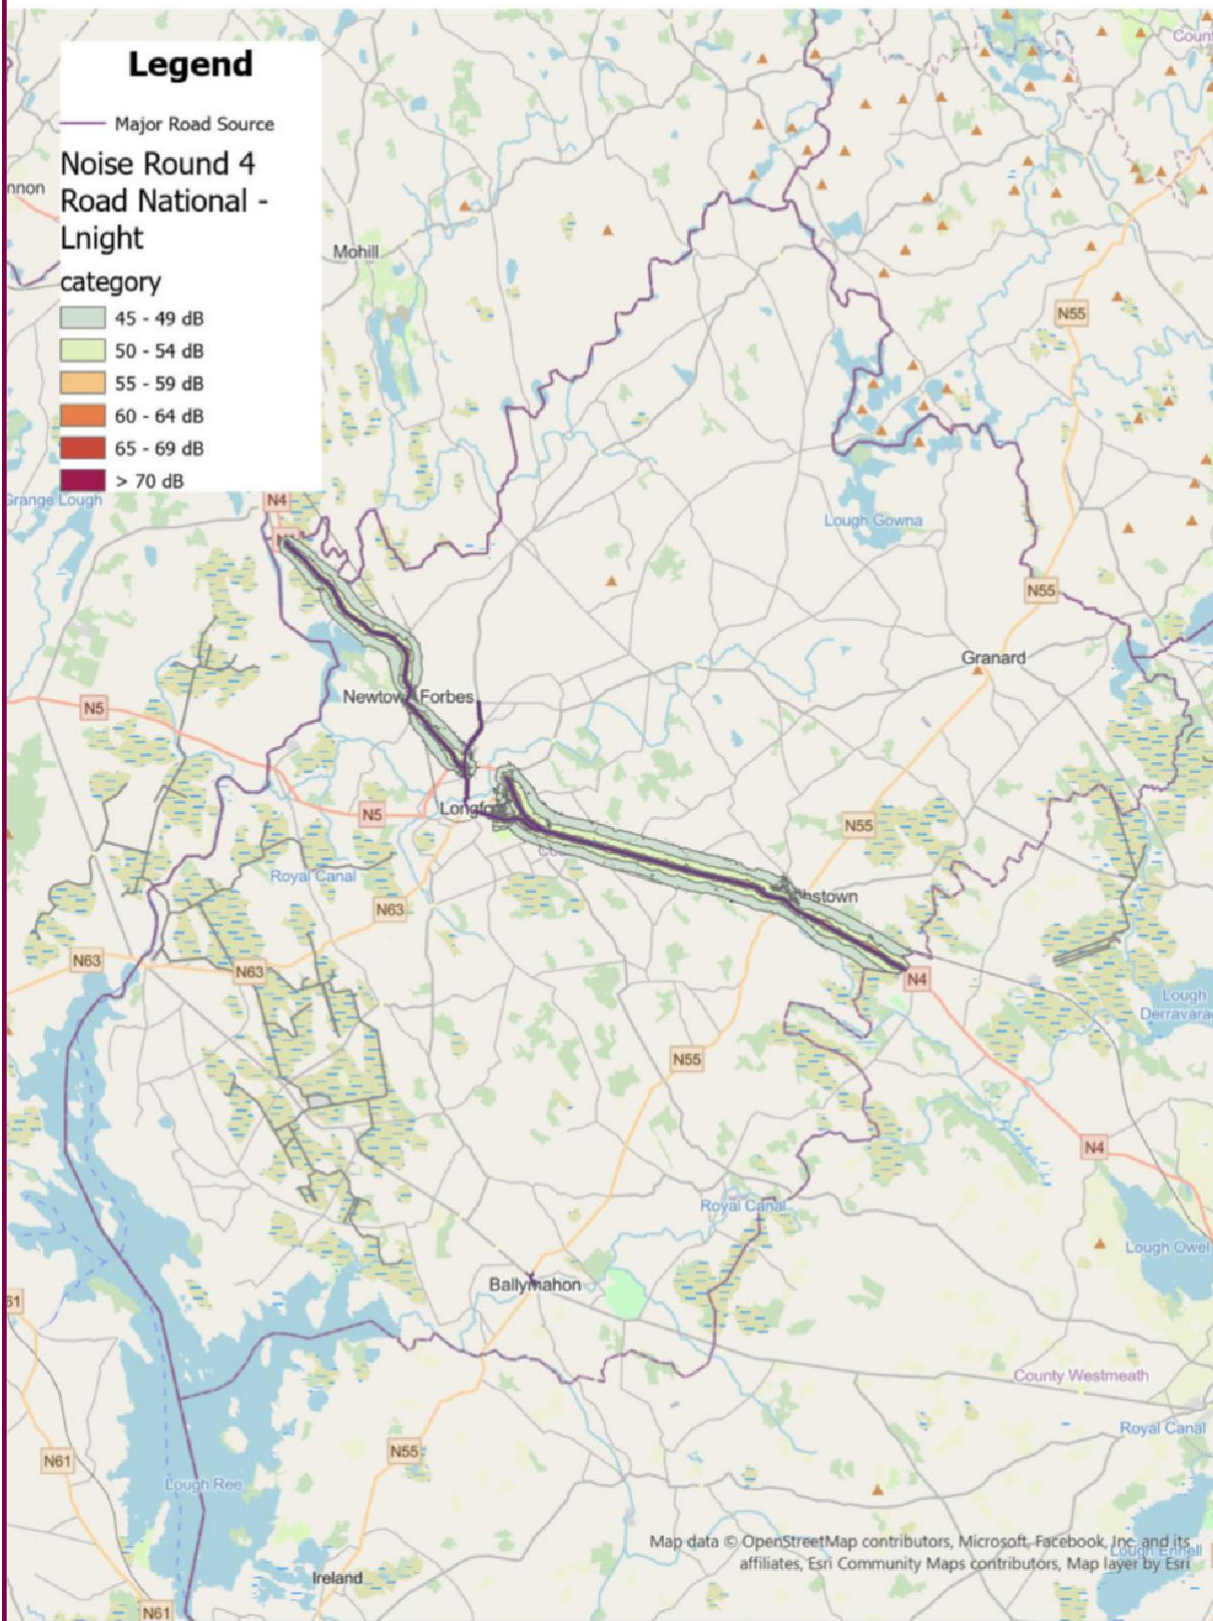 Legend
Major Road Source
Noise Round 4
Road National -
Lnight
category
45 - 49 dB
50 - 54 dB
55 - 59 dB
60 - 64 dB
65 - 69 dB
> 70 dB
Mohill
N55
Grange Lough
N4
Lough Gowna
N55
Granard
Newtow Forbes
N5
N5
N55
Royal Canal
N63
N63
N63
N4
Lough
N55
N4
Royal Canal
Lough Owel
Ballymahon
County Westmeath
Royal Canal
N55
N61
Lough Ree
Map data © OpenStreetMap contributors, Microsoft, Facebook, Inc. and its
affiliates, Esri Community Maps contributors, Map layer by Esri
Lough Ennell
Ireland
N61